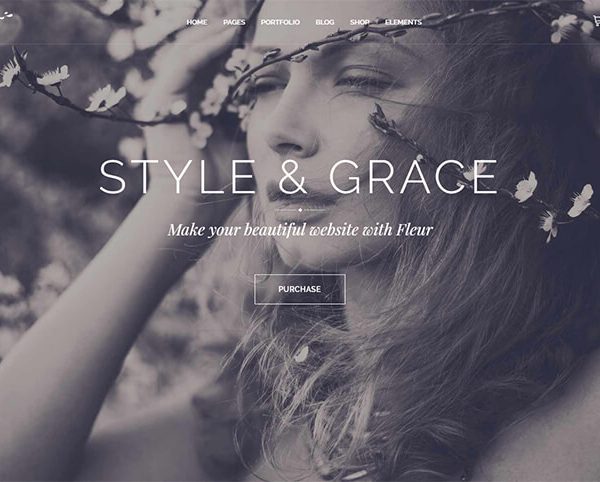 HOME PAGES PORTFOLIO BLOG SHOP ELEMENTS
STYLE & GRACE
Make your beautiful website with Fleur
PURCHASE